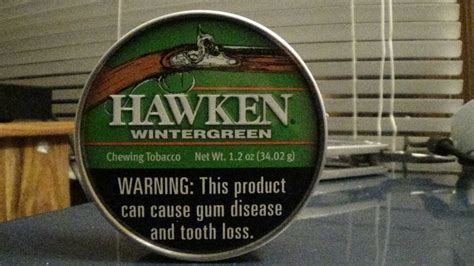 HAWKEN
WINTERGREEN
Chewing Tobacco Net Wt. 1.2 oz (34.02 g)
WARNING: This product
can cause gum disease
and tooth loss.